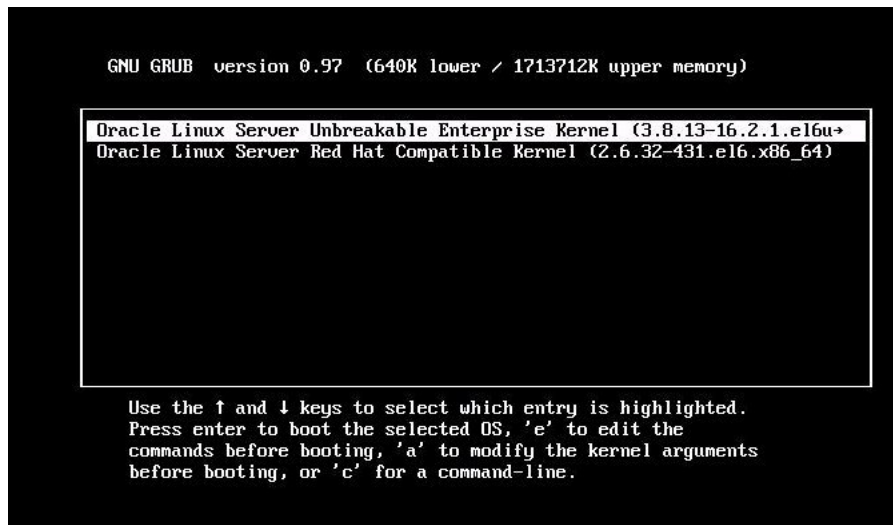 GNU GRUB version 0.97 (640K lower / 1713712K upper memory)
Oracle Linux Server Unbreakable Enterprise Kernel (3.8.13-16.2.1.el6u→
Oracle Linux Server Red Hat Compatible Kernel (2.6.32-431.el6.x86_64)
Use the ↑ and ↓ keys to select which entry is highlighted.
Press enter to boot the selected OS, 'e' to edit the
commands before booting, 'a' to modify the kernel arguments
before booting, or 'c' for a command-line.